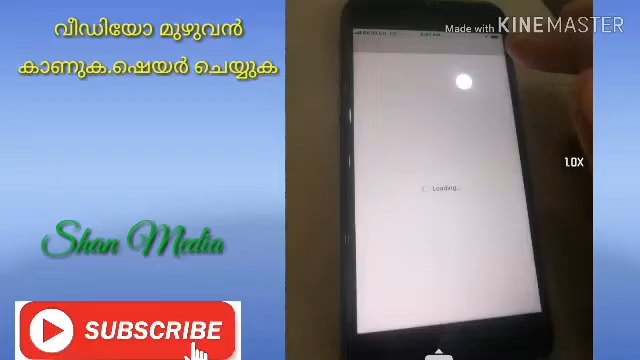 വീഡിയോ മുഴുവൻ
കാണുക.ഷെയർ ചെയ്യുക
Made with KINEMASTER
Loading...
1.0X
Shan Media
SUBSCRIBE